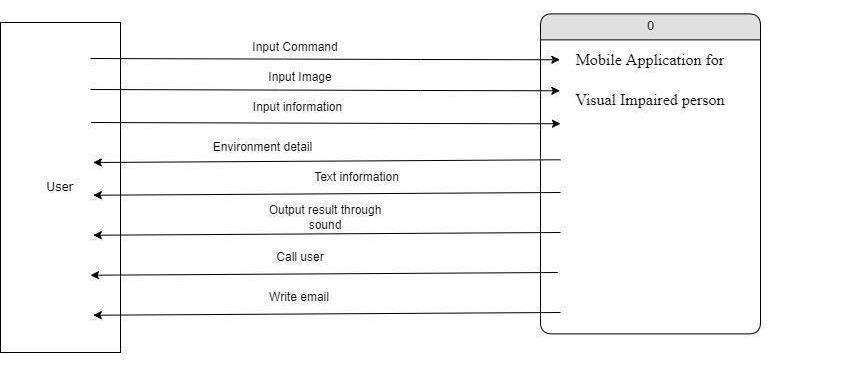 0
Input Command
Mobile Application for
Input Image
Visual Impaired person
Input information
Environment detail
Text information
User
Output result through
sound
Call user
Write email